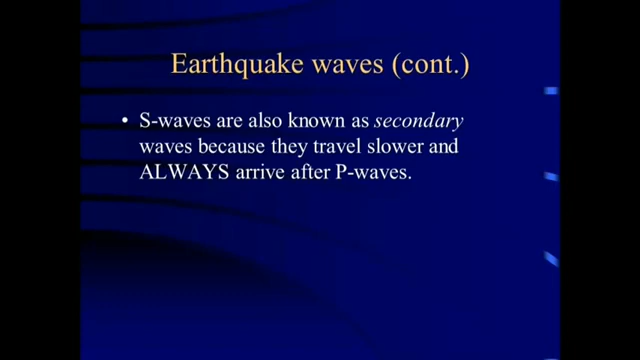 Earthquake waves (cont.)
• S-waves are also known as secondary
waves because they travel slower and
ALWAYS arrive after P-waves.